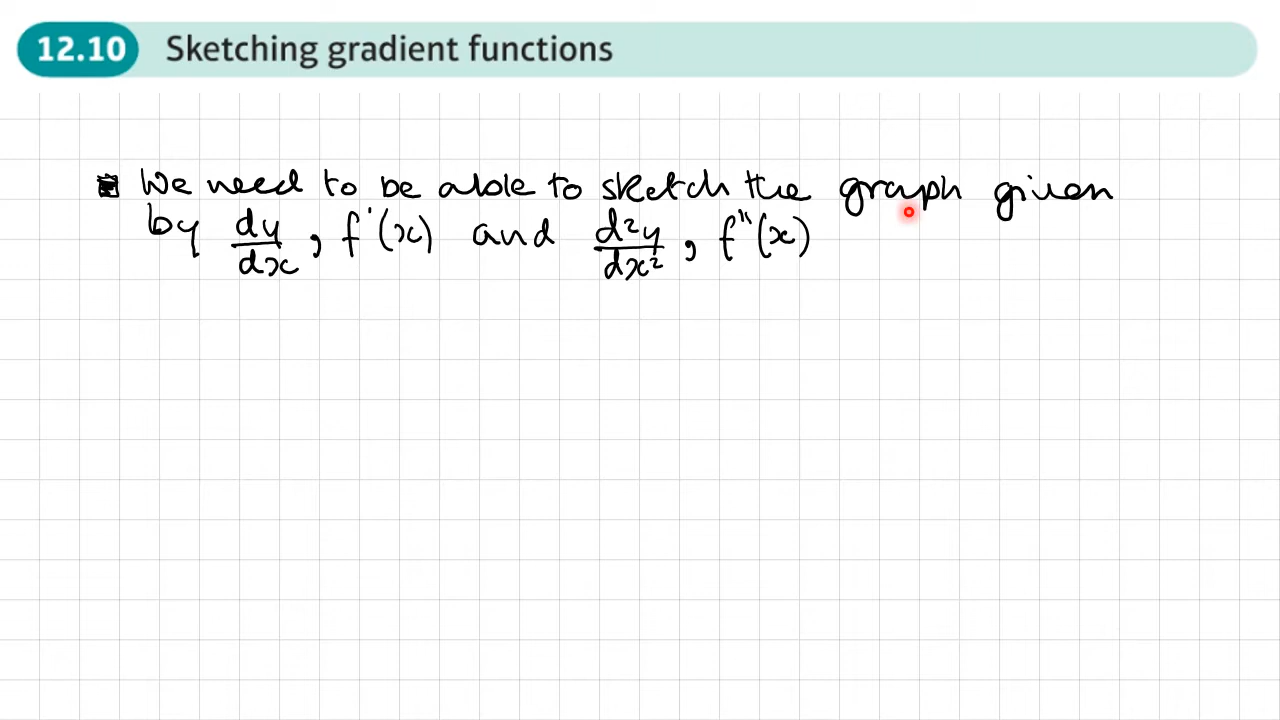 12.10 Sketching gradient functions
We need to be able to sketch the graph given
by dy/dx, f'(x) and d²y/dx², f''(x)